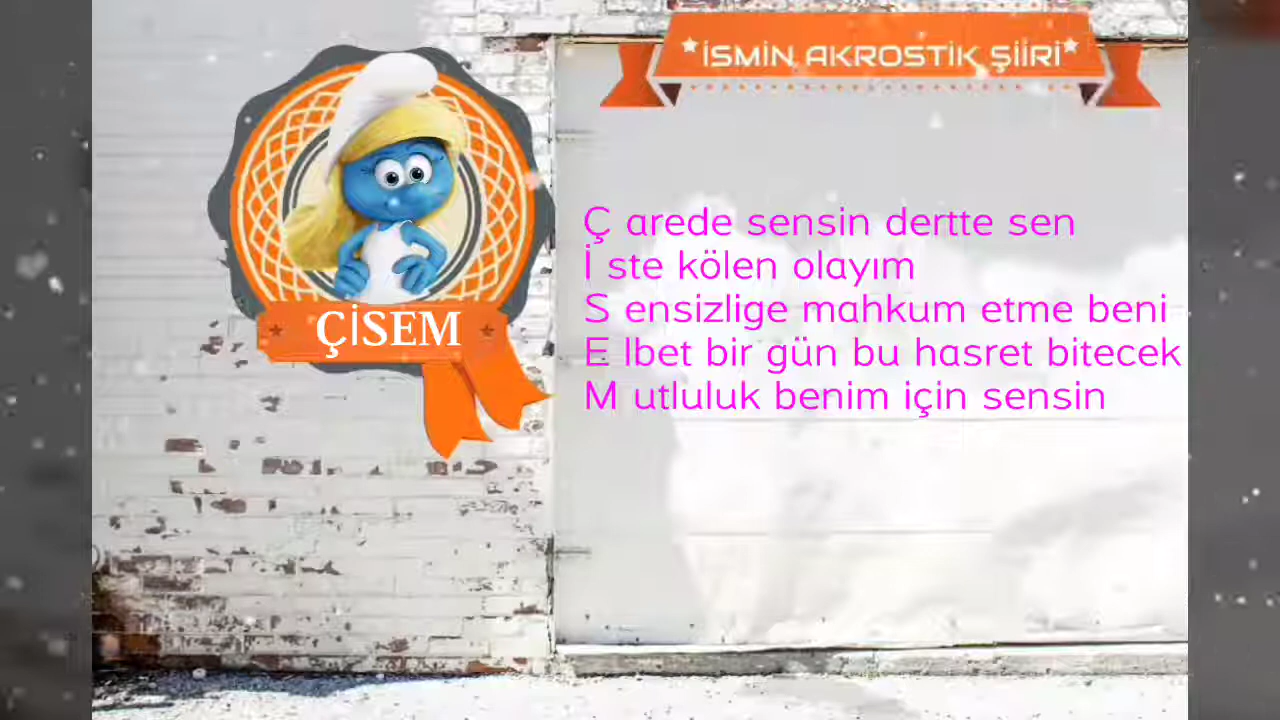 İSMİN AKROSTİK ŞİİRİ
ÇİSEM
Ç arede sensin dertte sen
İ ste kölen olayım
S ensizlige mahkum etme beni
E lbet bir gün bu hasret bitecek
M utluluk benim için sensin